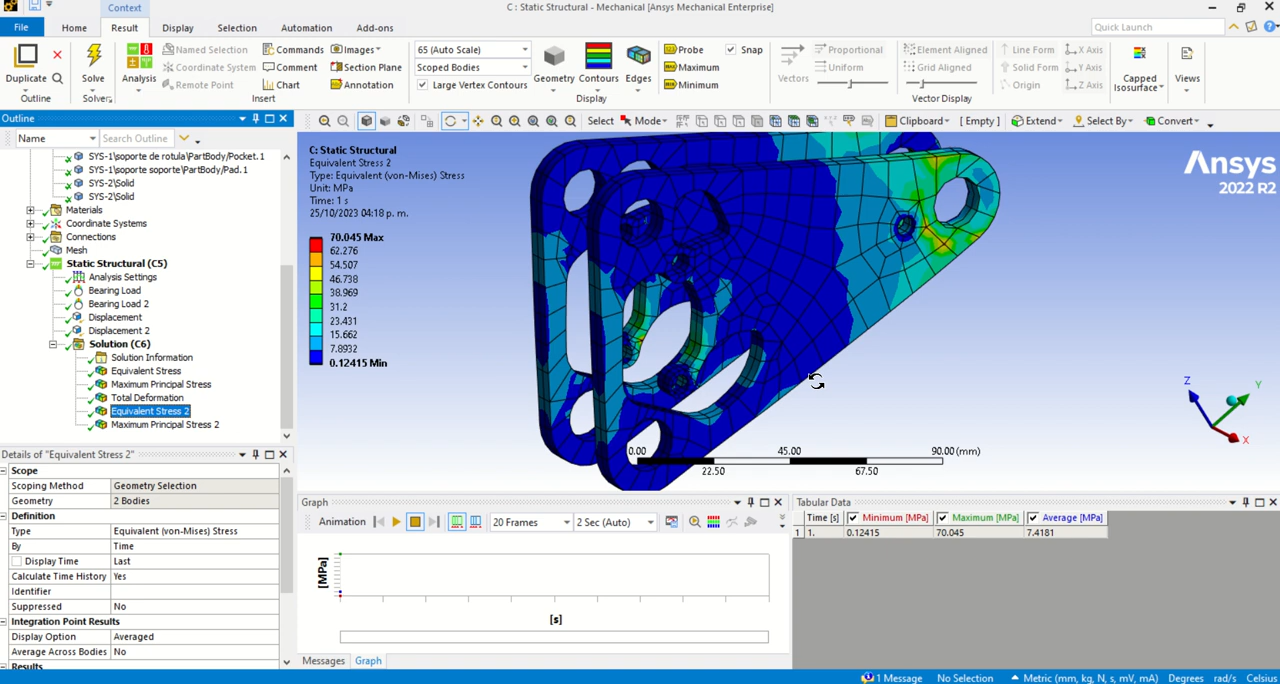 Context
C : Static Structural - Mechanical [Ansys Mechanical Enterprise]
File Home Result Display Selection Automation Add-ons
Quick Launch
Duplicate
Outline
Solve
Solver
Analysis
Named Selection
Coordinate System
Remote Point
Commands
Comment
Chart
Images
Section Plane
Annotation
Insert
65 (Auto Scale)
Scoped Bodies
Large Vertex Contours
Geometry
Contours
Edges
Display
Probe
Maximum
Minimum
Snap
Vectors
Proportional
Uniform
Element Aligned
Grid Aligned
Line Form
Solid Form
Origin
X Axis
Y Axis
Z Axis
Vector Display
Capped
Isosurface
Views
Outline
Name Search Outline
Select Mode Clipboard [ Empty ] Extend Select By Convert
SYS-1\soporte de rotula\PartBody/Pocket.1
SYS-1\soporte soporte\PartBody/Pad.1
SYS-2\Solid
SYS-2\Solid
Materials
Coordinate Systems
Connections
Mesh
Static Structural (C5)
Analysis Settings
Bearing Load
Bearing Load 2
Displacement
Displacement 2
Solution (C6)
Solution Information
Equivalent Stress
Maximum Principal Stress
Total Deformation
Equivalent Stress 2
Maximum Principal Stress 2
C: Static Structural
Equivalent Stress 2
Type: Equivalent (von-Mises) Stress
Unit: MPa
Time: 1 s
25/10/2023 04:18 p. m.
70.045 Max
62.276
54.507
46.738
38.969
31.2
23.431
15.662
7.8932
0.12415 Min
Ansys
2022 R2
Z
Y
X
0.00 45.00 90.00 (mm)
22.50 67.50
Details of "Equivalent Stress 2"
Scope
Scoping Method Geometry Selection
Geometry 2 Bodies
Definition
Type Equivalent (von-Mises) Stress
By Time
Display Time Last
Calculate Time History Yes
Identifier
Suppressed No
Integration Point Results
Display Option Averaged
Average Across Bodies No
Results
Graph
Animation 20 Frames 2 Sec (Auto)
[MPa]
[s]
Messages Graph
Tabular Data
Time [s] Minimum [MPa] Maximum [MPa] Average [MPa]
1 1. 0.12415 70.045 7.4181
1 Message No Selection Metric (mm, kg, N, s, mV, mA) Degrees rad/s Celsius